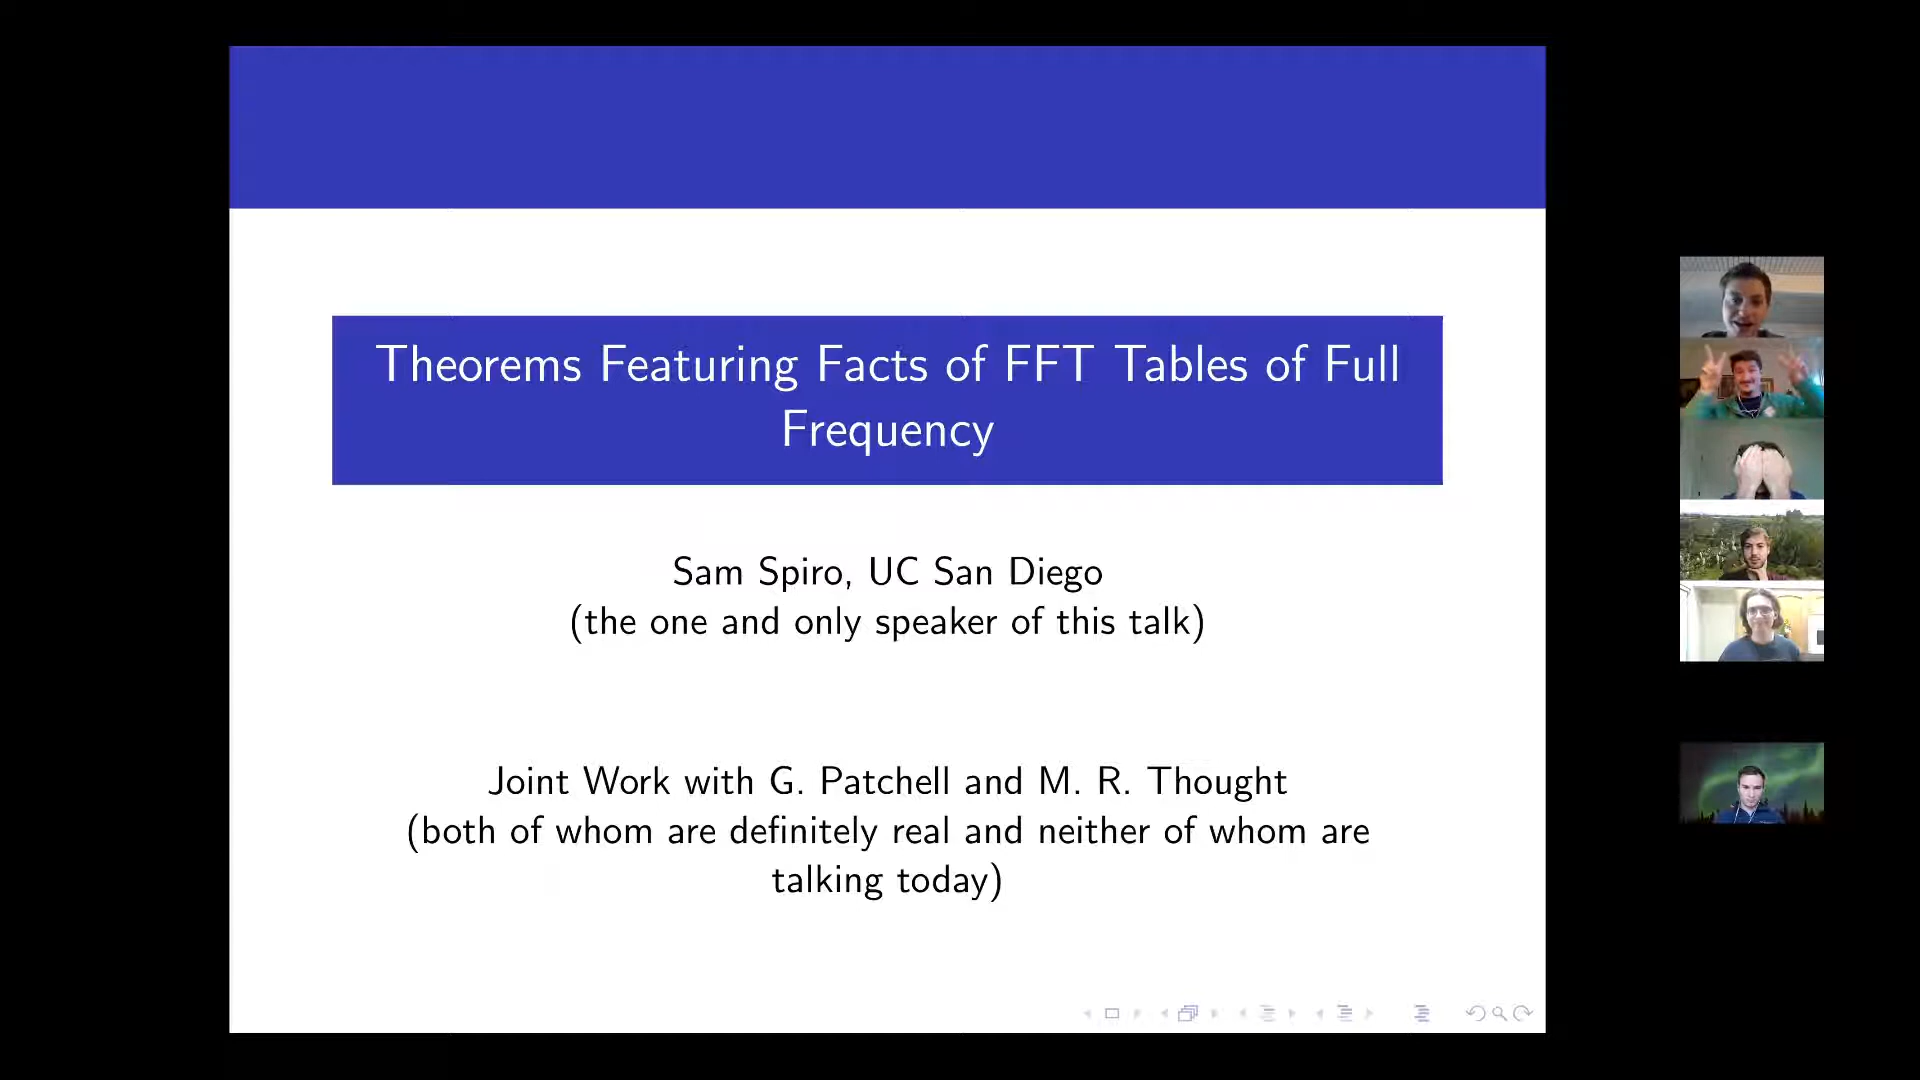 Theorems Featuring Facts of FFT Tables of Full
Frequency
Sam Spiro, UC San Diego
(the one and only speaker of this talk)
Joint Work with G. Patchell and M. R. Thought
(both of whom are definitely real and neither of whom are
talking today)